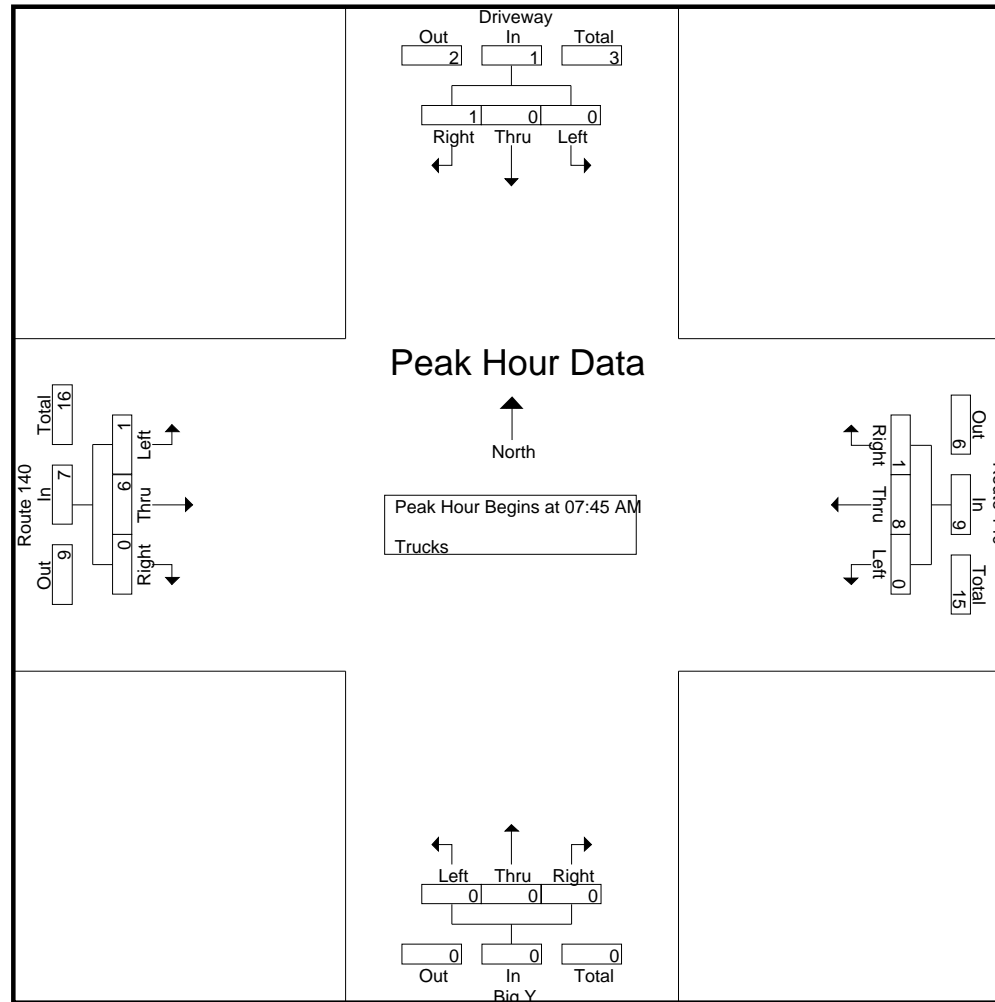 Driveway
Out In Total
2 1 3
1 0 0
Right Thru Left
Peak Hour Data
North
Peak Hour Begins at 07:45 AM
Trucks
Route 140
Total In Out
16 7 9
1 6 0
Left Thru Right
Out In Total
6 9 15
1 8 0
Right Thru Left
Left Thru Right
0 0 0
0 0 0
Out In Total
Big Y